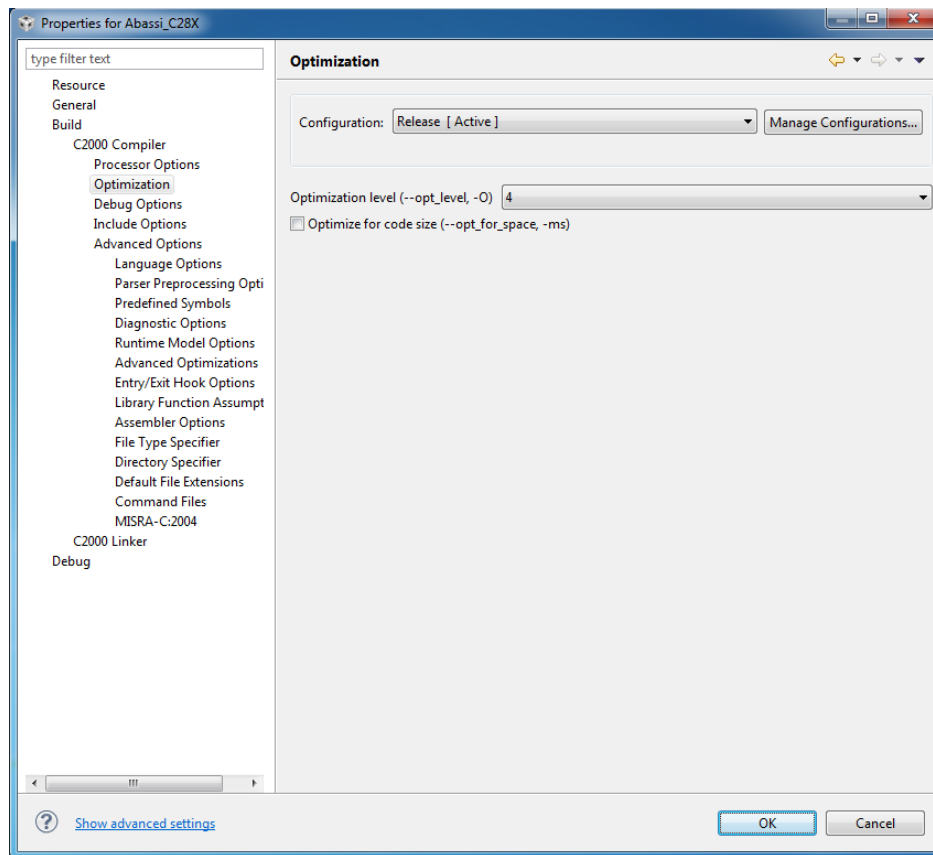 Properties for Abassi_C28X
type filter text
Resource
General
Build
C2000 Compiler
Processor Options
Optimization
Debug Options
Include Options
Advanced Options
Language Options
Parser Preprocessing Opti
Predefined Symbols
Diagnostic Options
Runtime Model Options
Advanced Optimizations
Entry/Exit Hook Options
Library Function Assumpt
Assembler Options
File Type Specifier
Directory Specifier
Default File Extensions
Command Files
MISRA-C:2004
C2000 Linker
Debug
Optimization
Configuration: Release [ Active ] Manage Configurations...
Optimization level (--opt_level, -O) 4
Optimize for code size (--opt_for_space, -ms)
Show advanced settings
OK Cancel